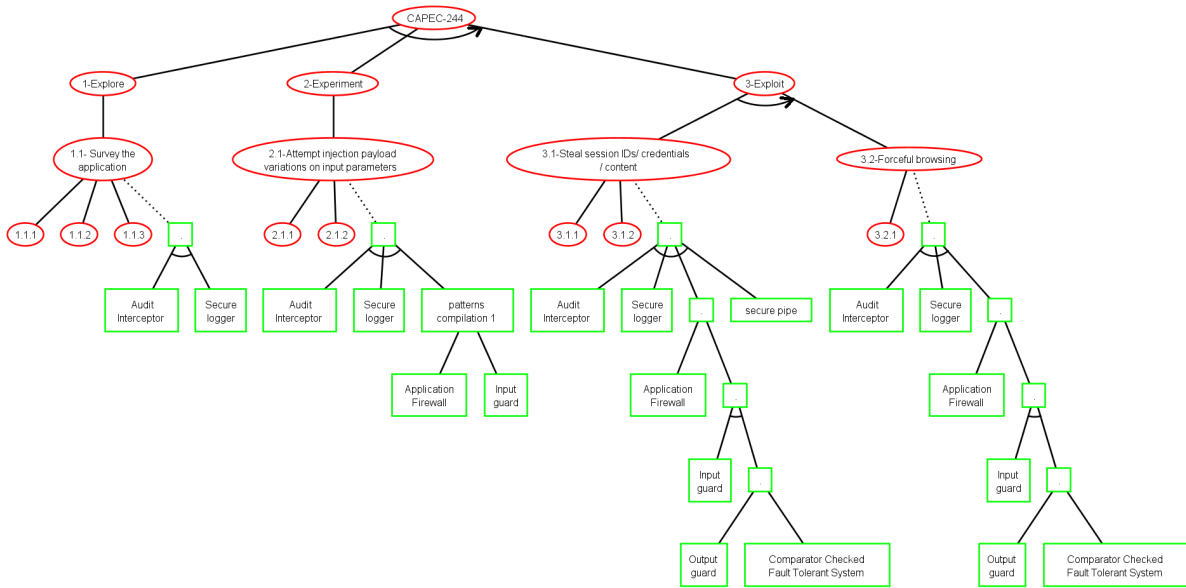 CAPEC-244
1-Explore
2-Experiment
3-Exploit
1.1- Survey the
application
2.1-Attempt injection payload
variations on input parameters
3.1-Steal session IDs/ credentials
/ content
3.2-Forceful browsing
1.1.1
1.1.2
1.1.3
.
2.1.1
2.1.2
.
3.1.1
3.1.2
.
3.2.1
.
Audit
Interceptor
Secure
logger
Audit
Interceptor
Secure
logger
patterns
compilation 1
Audit
Interceptor
Secure
logger
.
secure pipe
Audit
Interceptor
Secure
logger
.
Application
Firewall
Input
guard
Application
Firewall
.
Application
Firewall
.
Input
guard
.
Input
guard
.
Output
guard
Comparator Checked
Fault Tolerant System
Output
guard
Comparator Checked
Fault Tolerant System